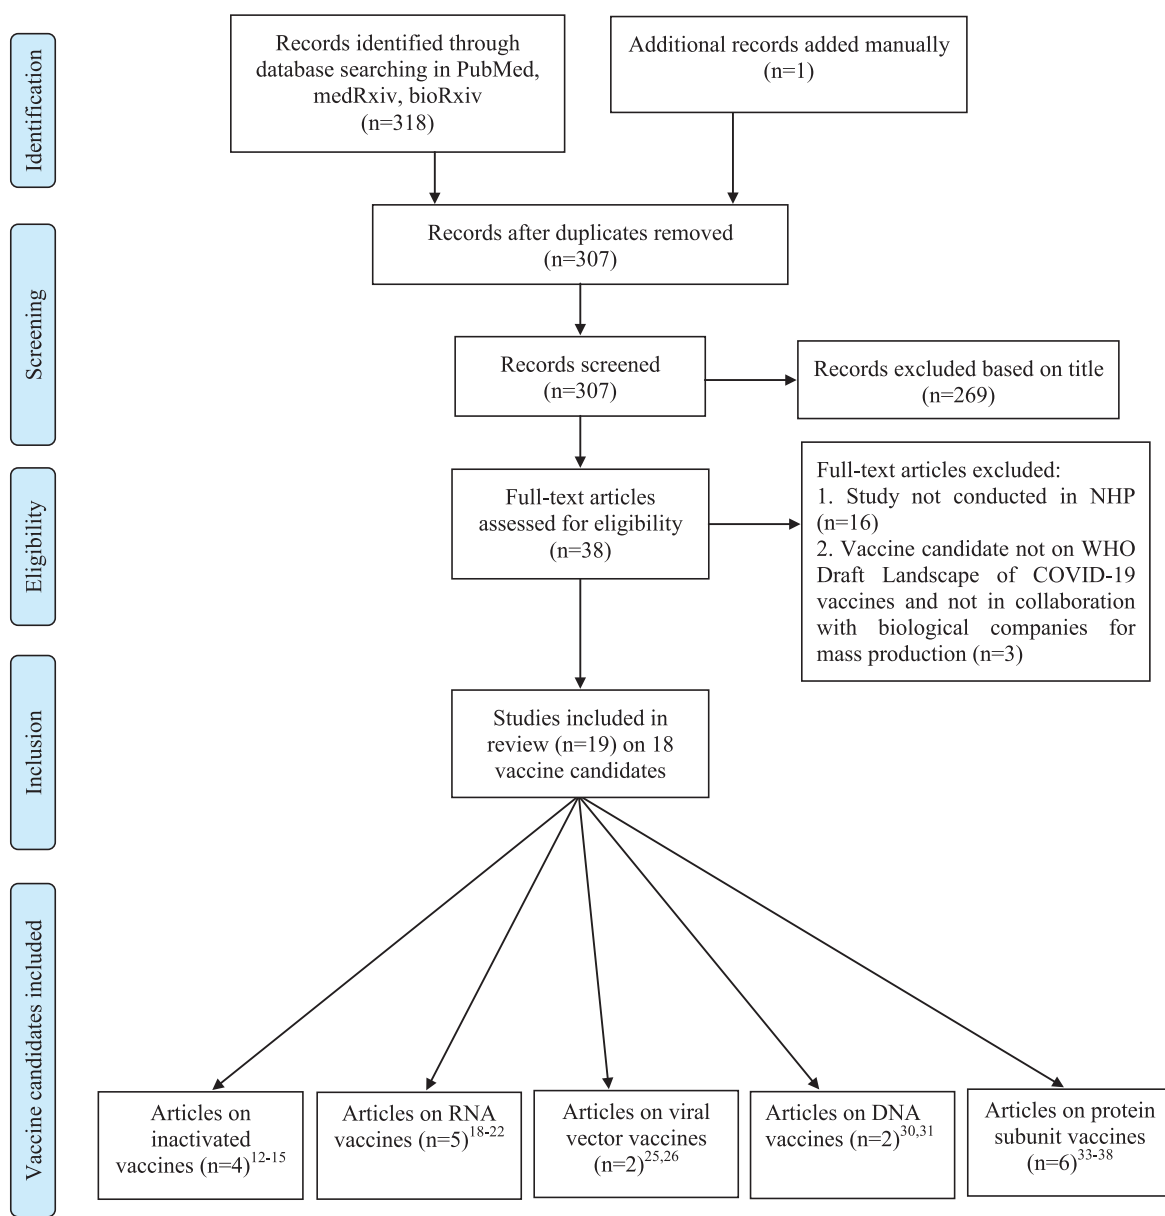 Identification
Records identified through
database searching in PubMed,
medRxiv, bioRxiv
(n=318)
Additional records added manually
(n=1)
Screening
Records after duplicates removed
(n=307)
Records screened
(n=307)
Records excluded based on title
(n=269)
Eligibility
Full-text articles
assessed for eligibility
(n=38)
Full-text articles excluded:
1. Study not conducted in NHP
(n=16)
2. Vaccine candidate not on WHO
Draft Landscape of COVID-19
vaccines and not in collaboration
with biological companies for
mass production (n=3)
Inclusion
Studies included in
review (n=19) on 18
vaccine candidates
Vaccine candidates included
Articles on
inactivated
vaccines (n=4)12-15
Articles on RNA
vaccines (n=5)18-22
Articles on viral
vector vaccines
(n=2)25,26
Articles on DNA
vaccines (n=2)30,31
Articles on protein
subunit vaccines
(n=6)33-38